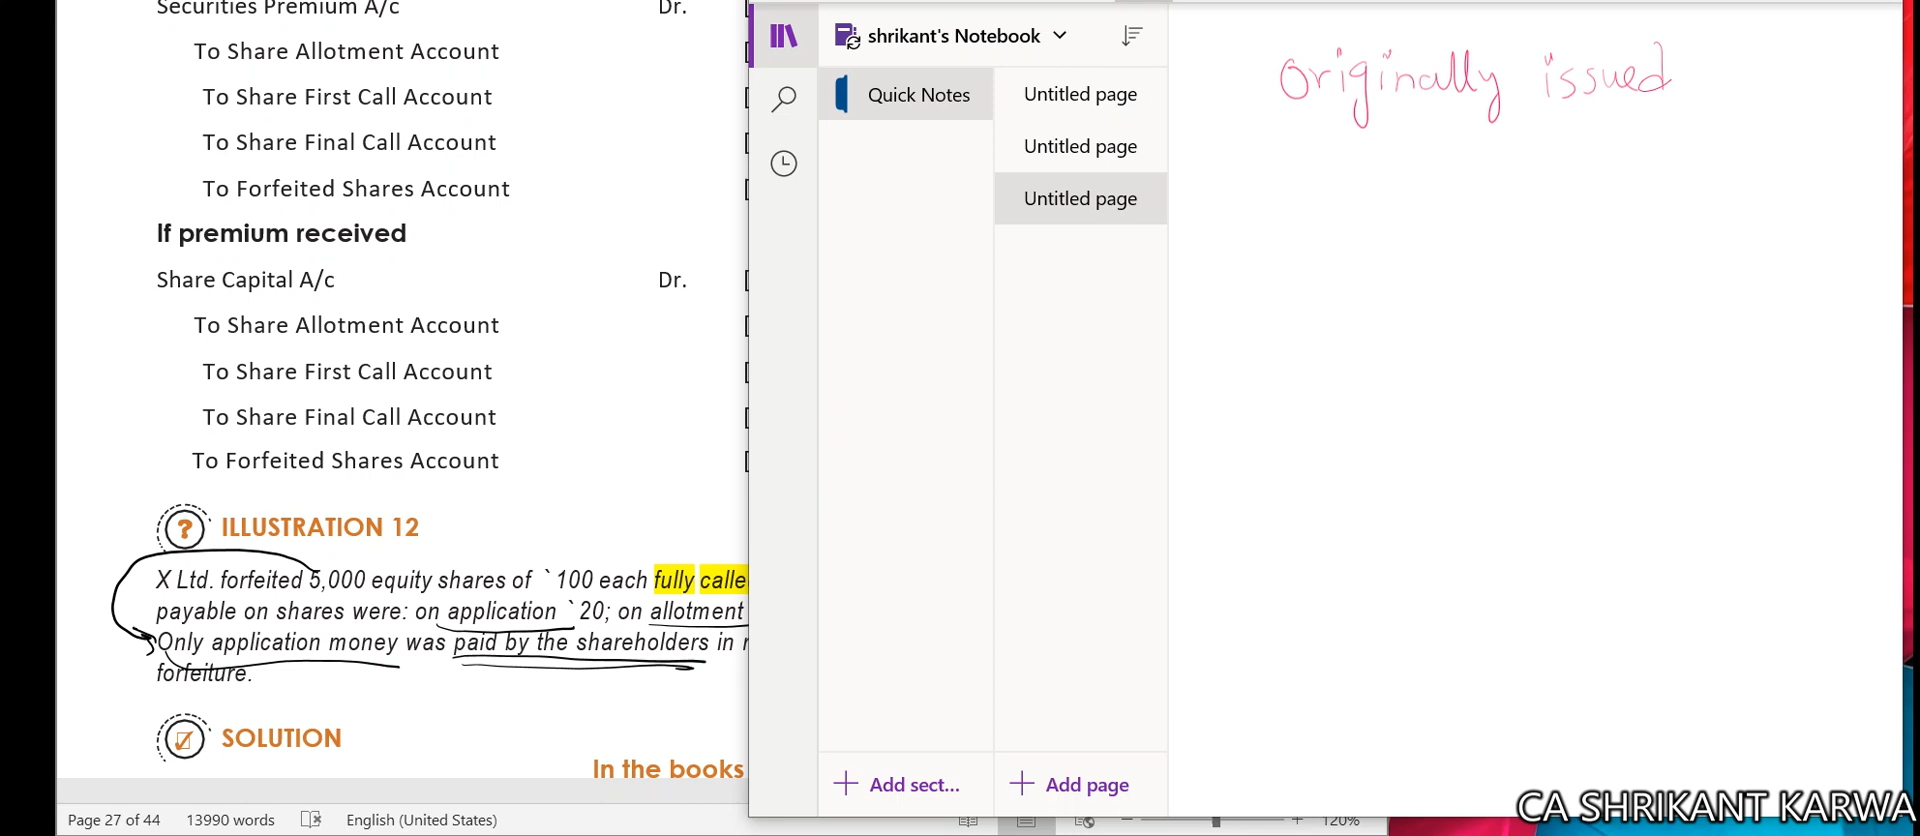 Securities Premium A/c Dr.
To Share Allotment Account
To Share First Call Account
To Share Final Call Account
To Forfeited Shares Account
If premium received
Share Capital A/c Dr.
To Share Allotment Account
To Share First Call Account
To Share Final Call Account
To Forfeited Shares Account
ILLUSTRATION 12
X Ltd. forfeited 5,000 equity shares of ` 100 each fully calle
payable on shares were: on application ` 20; on allotment
Only application money was paid by the shareholders in r
forfeiture.
SOLUTION
In the books
Page 27 of 44 13990 words English (United States)
shrikant's Notebook
Quick Notes
Untitled page
Untitled page
Untitled page
Add sect...
Add page
Originally issued
120%
CA SHRIKANT KARWA